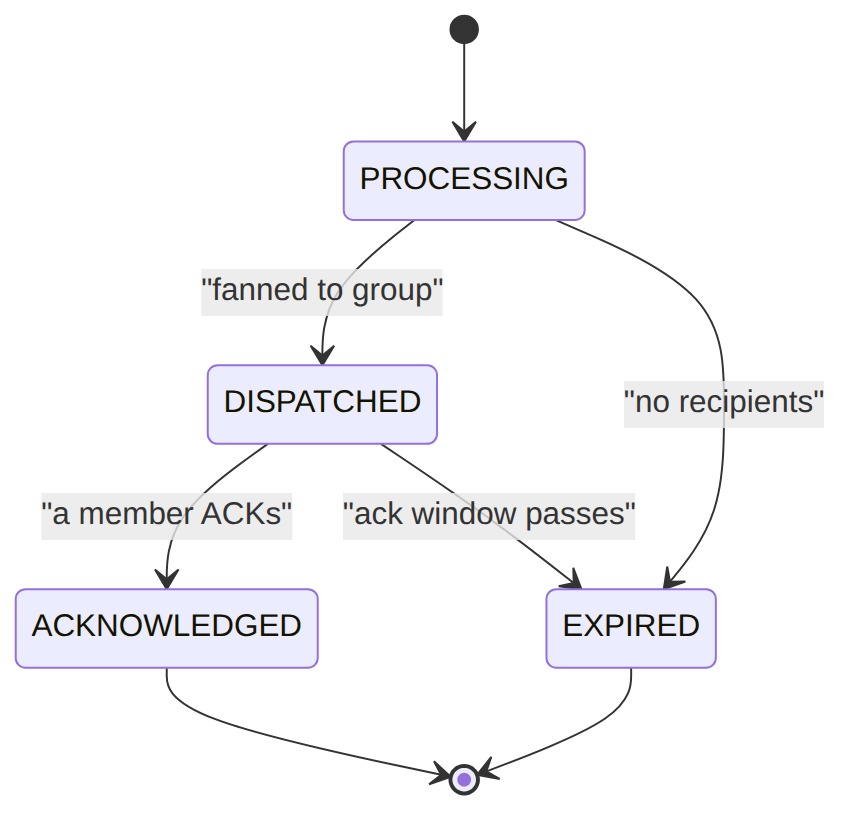 PROCESSING
"fanned to group"
DISPATCHED
"no recipients"
"a member ACKs"
"ack window passes"
ACKNOWLEDGED
EXPIRED